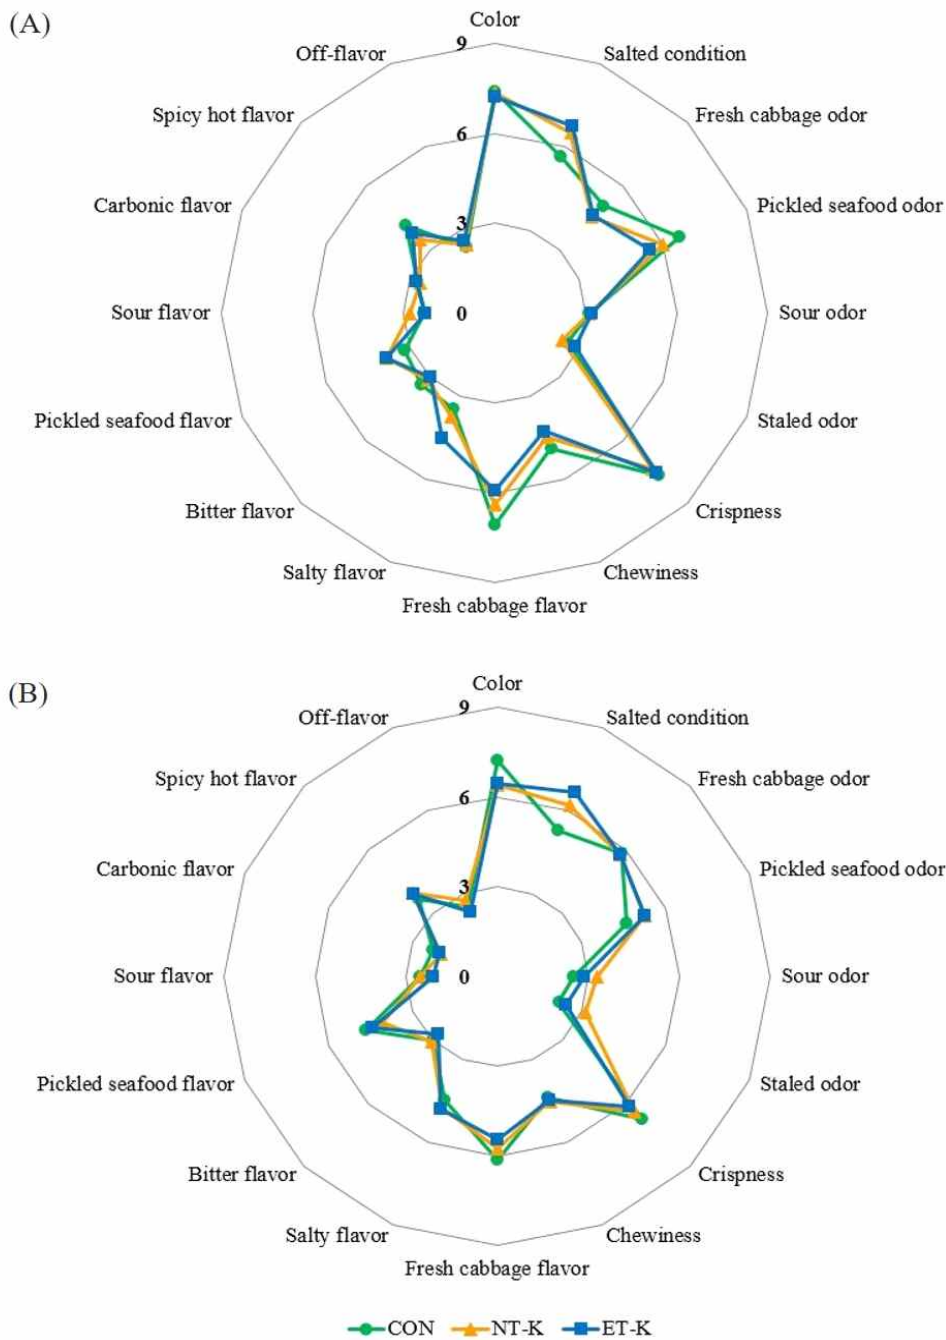 (A)
Color
9
Off-flavor
Salted condition
Spicy hot flavor
Fresh cabbage odor
6
Carbonic flavor
Pickled seafood odor
3
Sour flavor
0
Sour odor
Pickled seafood flavor
Staled odor
Bitter flavor
Crispness
Salty flavor
Chewiness
Fresh cabbage flavor
(B)
Color
9
Off-flavor
Salted condition
Spicy hot flavor
Fresh cabbage odor
6
Carbonic flavor
Pickled seafood odor
3
Sour flavor
0
Sour odor
Pickled seafood flavor
Staled odor
Bitter flavor
Crispness
Salty flavor
Chewiness
Fresh cabbage flavor
CON NT-K ET-K